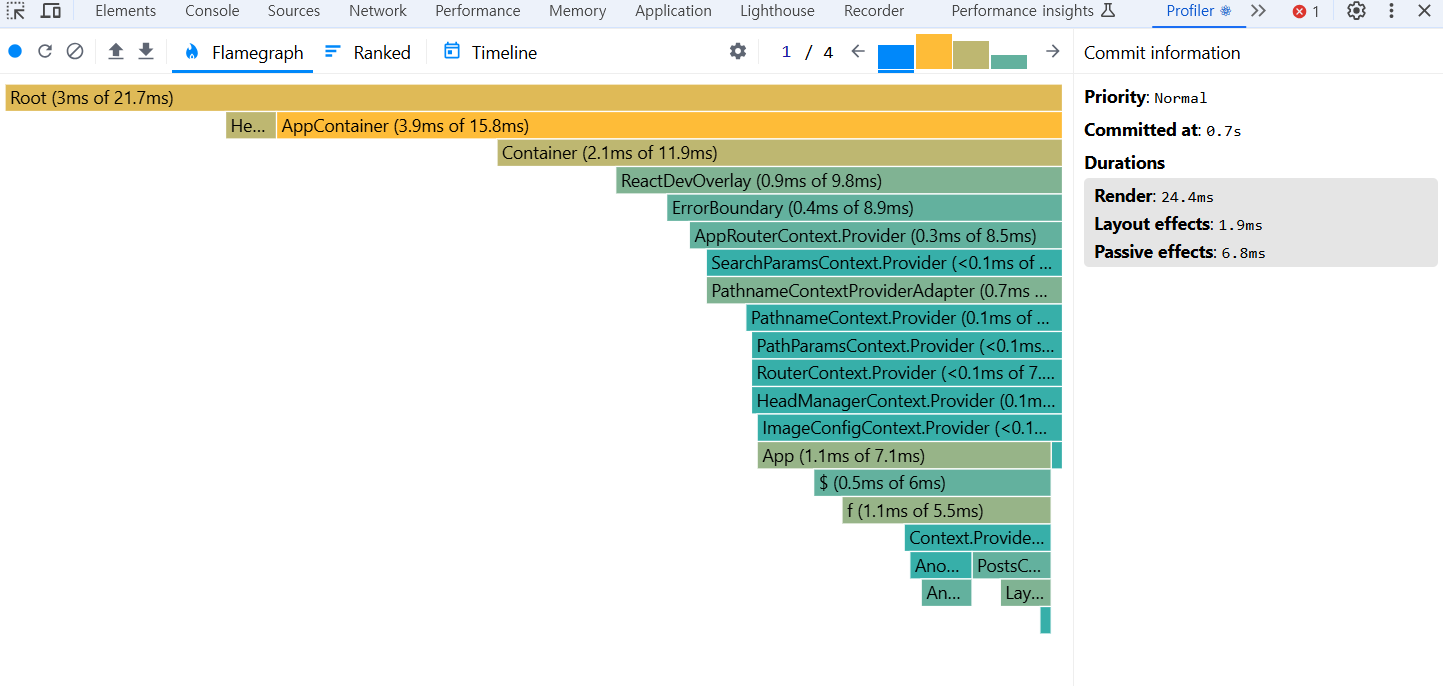 Elements Console Sources Network Performance Memory Application Lighthouse Recorder Performance insights Profiler 1
Flamegraph Ranked Timeline 1 / 4 Commit information
Root (3ms of 21.7ms)
He... AppContainer (3.9ms of 15.8ms)
Container (2.1ms of 11.9ms)
ReactDevOverlay (0.9ms of 9.8ms)
ErrorBoundary (0.4ms of 8.9ms)
AppRouterContext.Provider (0.3ms of 8.5ms)
SearchParamsContext.Provider (<0.1ms of ...
PathnameContextProviderAdapter (0.7ms ...
PathnameContext.Provider (0.1ms of ...
PathParamsContext.Provider (<0.1ms...
RouterContext.Provider (<0.1ms of 7....
HeadManagerContext.Provider (0.1m...
ImageConfigContext.Provider (<0.1...
App (1.1ms of 7.1ms)
$ (0.5ms of 6ms)
f (1.1ms of 5.5ms)
Context.Provide...
Ano... PostsC...
An... Lay...
Priority: Normal
Committed at: 0.7s
Durations
Render: 24.4ms
Layout effects: 1.9ms
Passive effects: 6.8ms